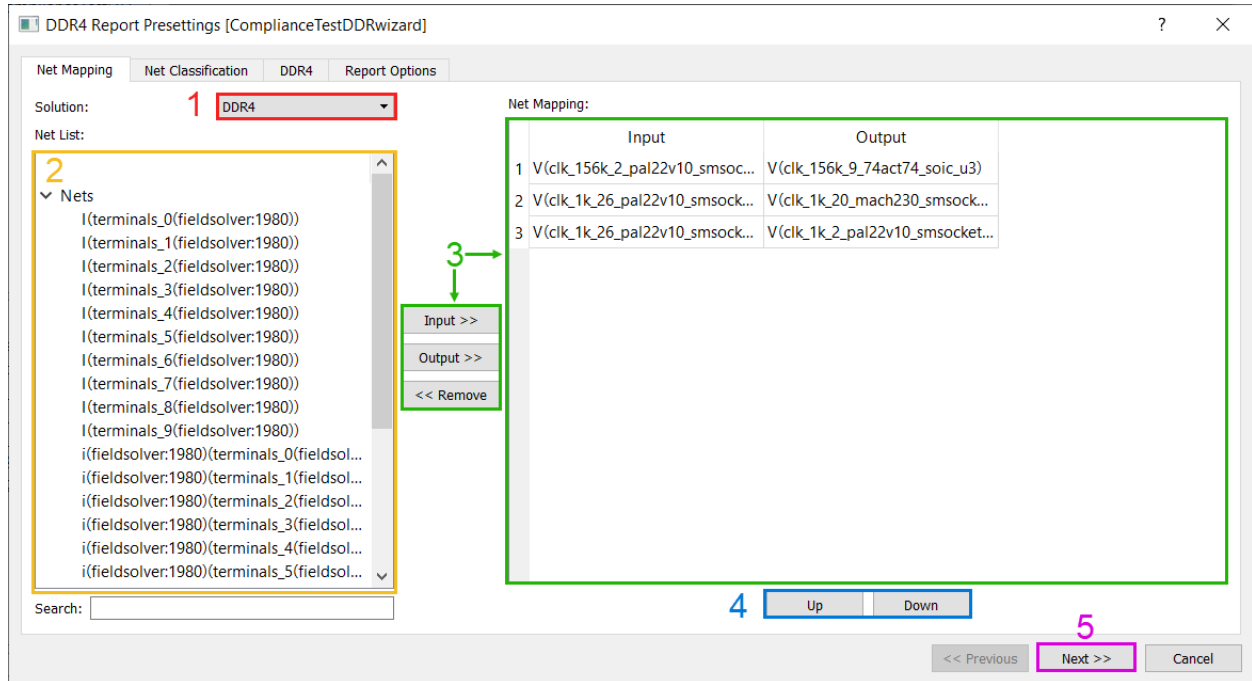 DDR4 Report Presettings [ComplianceTestDDRwizard]
?
Net Mapping
Net Classification
DDR4
Report Options
Solution:
1
DDR4
Net List:
2
Nets
I(terminals_0(fieldsolver:1980))
I(terminals_1(fieldsolver:1980))
I(terminals_2(fieldsolver:1980))
I(terminals_3(fieldsolver:1980))
I(terminals_4(fieldsolver:1980))
I(terminals_5(fieldsolver:1980))
I(terminals_6(fieldsolver:1980))
I(terminals_7(fieldsolver:1980))
I(terminals_8(fieldsolver:1980))
I(terminals_9(fieldsolver:1980))
i(fieldsolver:1980)(terminals_0(fieldsol...
i(fieldsolver:1980)(terminals_1(fieldsol...
i(fieldsolver:1980)(terminals_2(fieldsol...
i(fieldsolver:1980)(terminals_3(fieldsol...
i(fieldsolver:1980)(terminals_4(fieldsol...
i(fieldsolver:1980)(terminals_5(fieldsol...
Search:
3
Input >>
Output >>
<< Remove
Net Mapping:
Input Output
1 V(clk_156k_2_pal22v10_smsoc... V(clk_156k_9_74act74_soic_u3)
2 V(clk_1k_26_pal22v10_smsock... V(clk_1k_20_mach230_smsock...
3 V(clk_1k_26_pal22v10_smsock... V(clk_1k_2_pal22v10_smsocket...
4
Up
Down
5
<< Previous
Next >>
Cancel